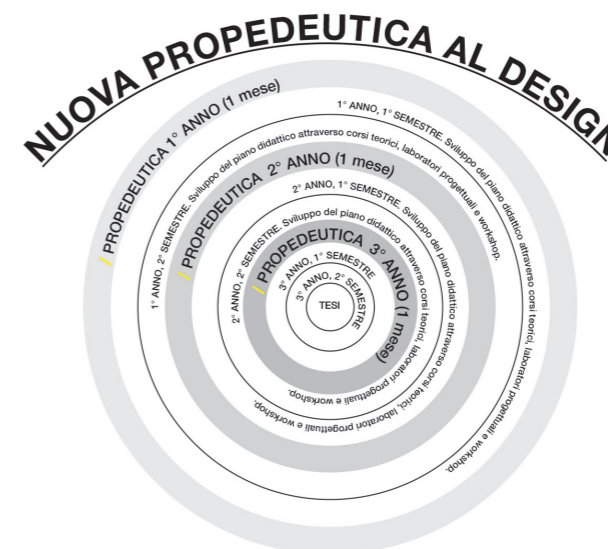 NUOVA PROPEDEUTICA AL DESIGN
PROPEDEUTICA 1° ANNO (1 mese)
1° ANNO, 1° SEMESTRE. Sviluppo del piano didattico attraverso corsi teorici, laboratori progettuali e workshop.
1° ANNO, 2° SEMESTRE. Sviluppo del piano didattico attraverso corsi teorici, laboratori progettuali e workshop.
PROPEDEUTICA 2° ANNO (1 mese)
2° ANNO, 1° SEMESTRE. Sviluppo del piano didattico attraverso corsi teorici, laboratori progettuali e workshop.
2° ANNO, 2° SEMESTRE. Sviluppo del piano didattico attraverso corsi teorici, laboratori progettuali e workshop.
PROPEDEUTICA 3° ANNO (1 mese)
3° ANNO, 1° SEMESTRE
3° ANNO, 2° SEMESTRE
TESI